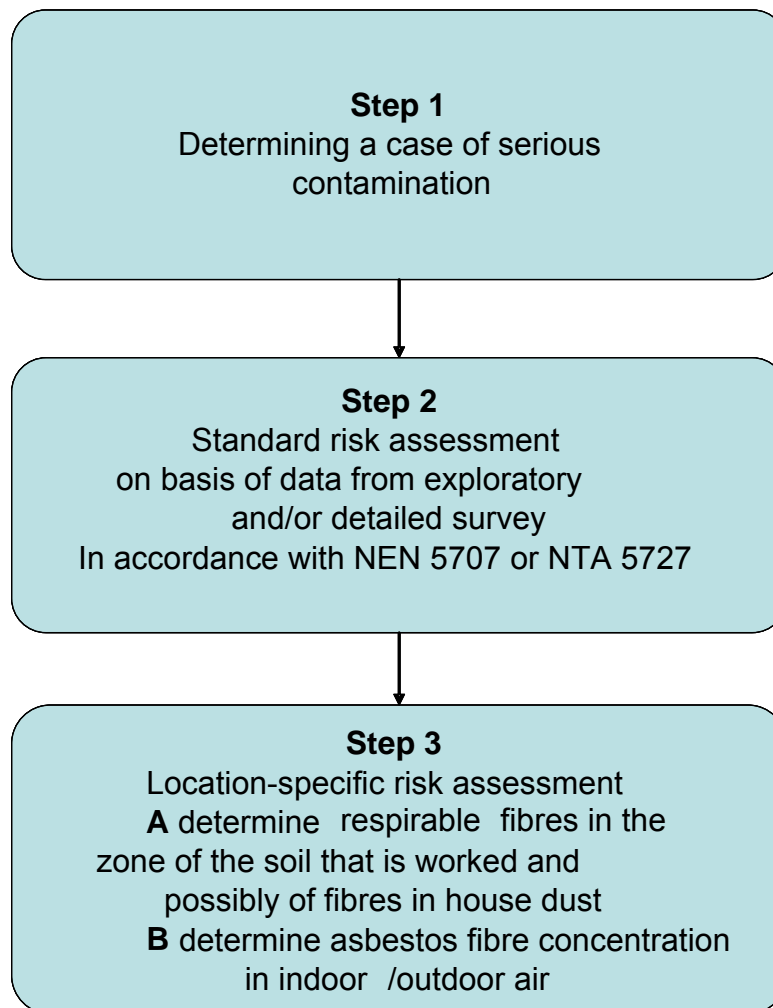 Step 1
Determining a case of serious
contamination
Step 2
Standard risk assessment
on basis of data from exploratory
and/or detailed survey
In accordance with NEN 5707 or NTA 5727
Step 3
Location-specific risk assessment
A determine respirable fibres in the
zone of the soil that is worked and
possibly of fibres in house dust
B determine asbestos fibre concentration
in indoor /outdoor air